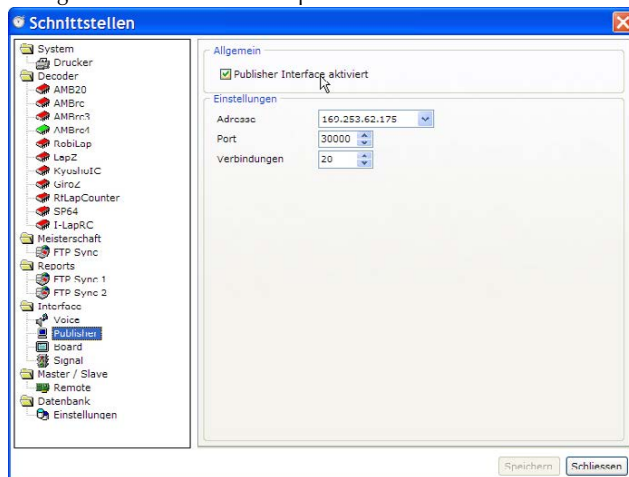 Schnittstellen
System
Drucker
Decoder
AMB20
AMBrc
AMBrc3
AMBrc4
RobiLap
LapZ
KyoshoIC
GiroZ
RtLapCounter
SP64
I-LapRC
Meisterschaft
FTP Sync
Reports
FTP Sync 1
FTP Sync 2
Interface
Voice
Publisher
Board
Signal
Master / Slave
Remote
Datenbank
Einstellungen
Allgemein
Publisher Interface aktiviert
Einstellungen
Adresse
169.253.62.175
Port
30000
Verbindungen
20
Speichern
Schliessen